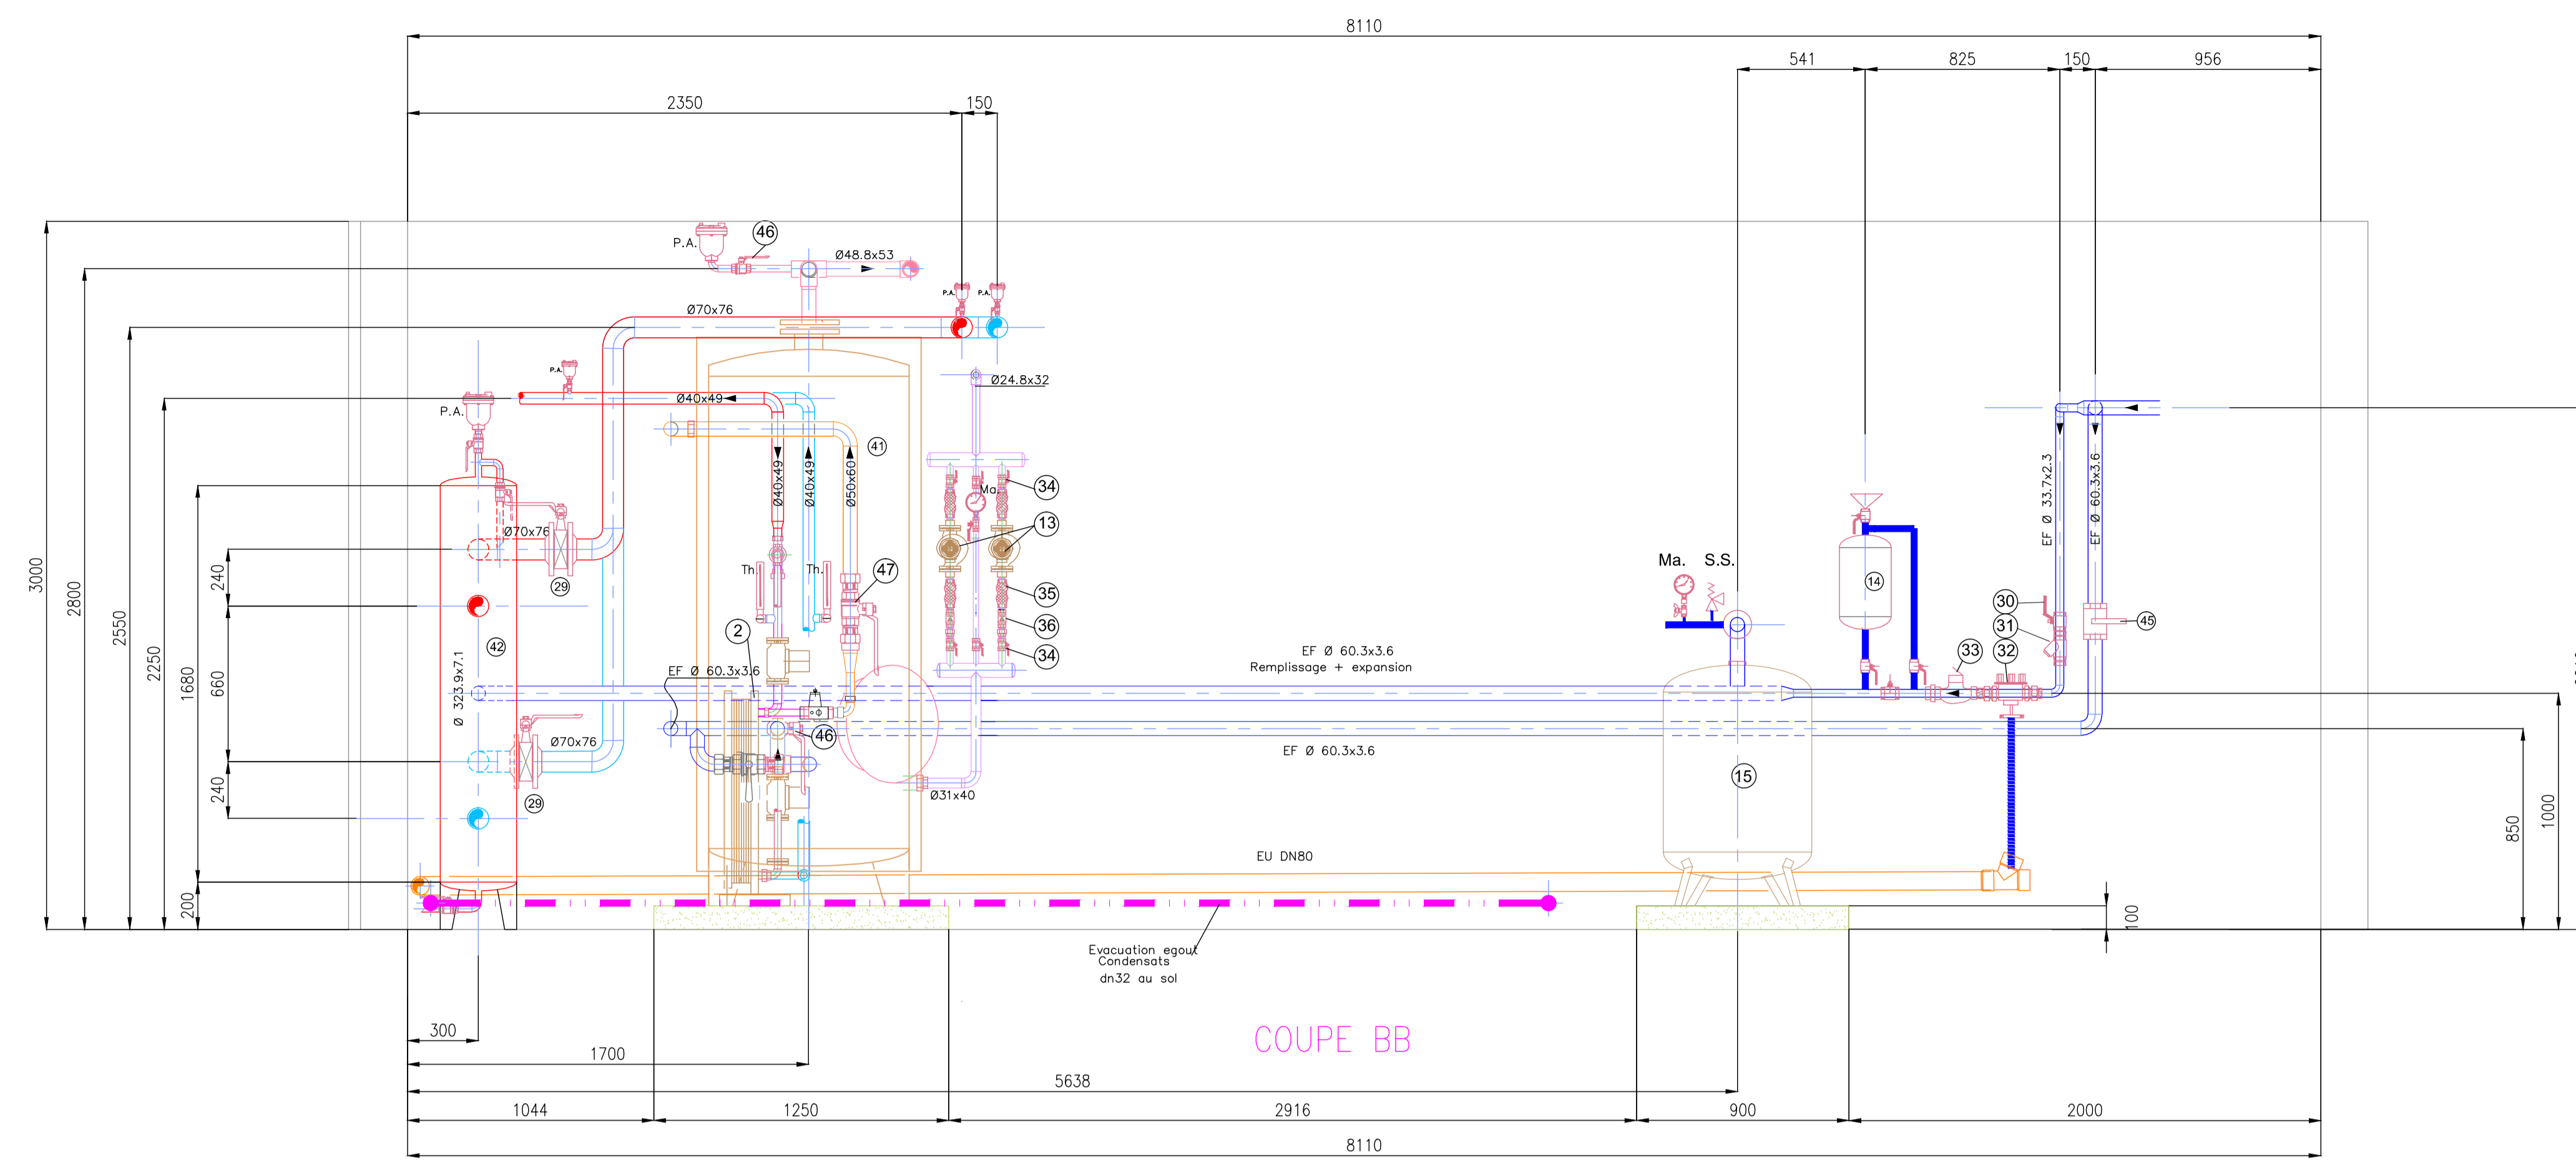 8110
541
825
150
956
2350
150
P.A.
46
Ø48.8x53
P.A.
P.A.
Ø70x76
P.A.
Ø24.8x32
P.A.
Ø40x49
41
3000
2800
2550
2250
1680
200
240
660
240
Ø40x49
Ø40x49
Ø50x60
Ma.
34
13
35
36
34
EF Ø 33.7x2.3
EF Ø 60.3x3.6
Ø70x76
29
42
Ø 323.9x7.1
Th.
Th.
47
2
Ma. S.S.
14
30
31
32
33
45
EF Ø 60.3x3.6
EF Ø 60.3x3.6
Remplissage + expansion
46
Ø70x76
29
EF Ø 60.3x3.6
15
Ø31x40
850
1000
EU DN80
100
Evacuation egout
Condensats
dn32 au sol
COUPE BB
300
1700
5638
1044
1250
2916
900
2000
8110